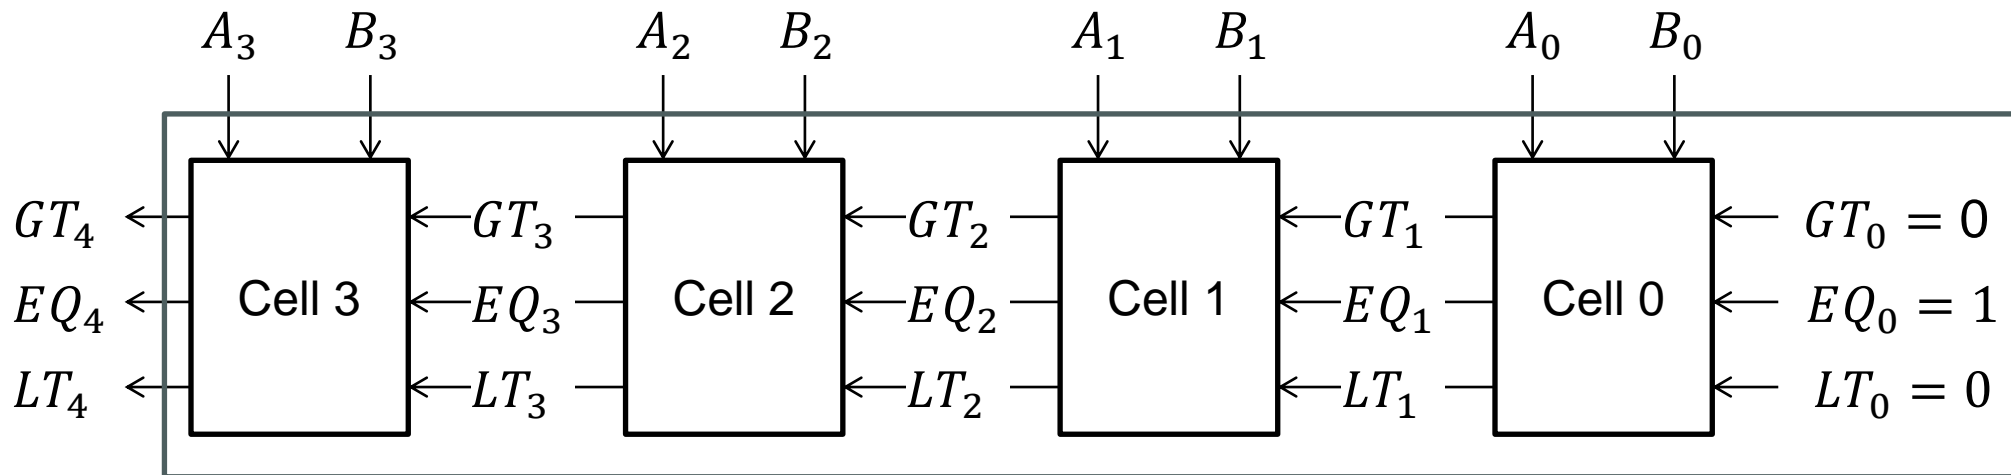 A₃ B₃ A₂ B₂ A₁ B₁ A₀ B₀
GT₄ GT₃ GT₂ GT₁ GT₀ = 0
EQ₄ Cell 3 EQ₃ Cell 2 EQ₂ Cell 1 EQ₁ Cell 0 EQ₀ = 1
LT₄ LT₃ LT₂ LT₁ LT₀ = 0